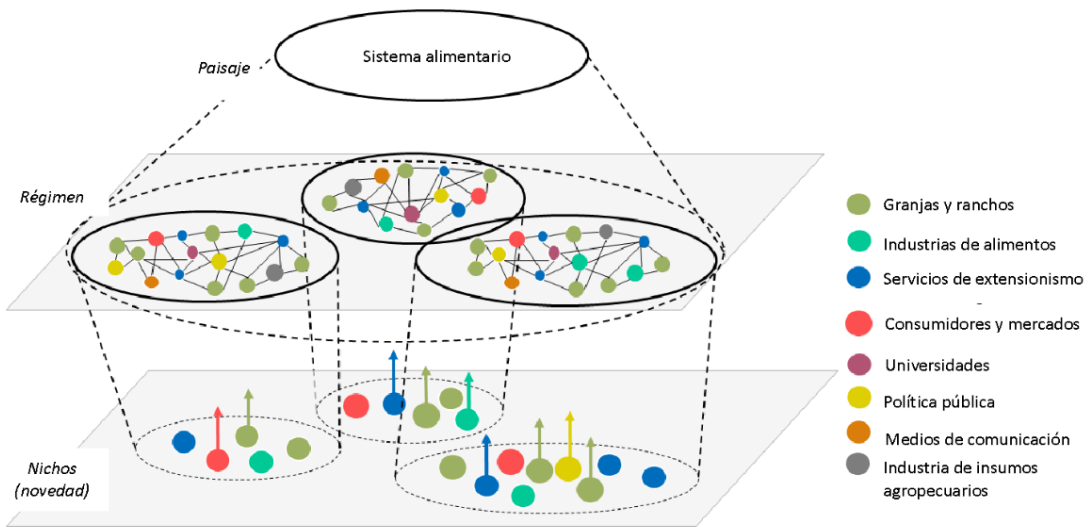 Sistema alimentario
Paisaje
Régimen
Nichos
(novedad)
Granjas y ranchos
Industrias de alimentos
Servicios de extensionismo
Consumidores y mercados
Universidades
Política pública
Medios de comunicación
Industria de insumos
agropecuarios